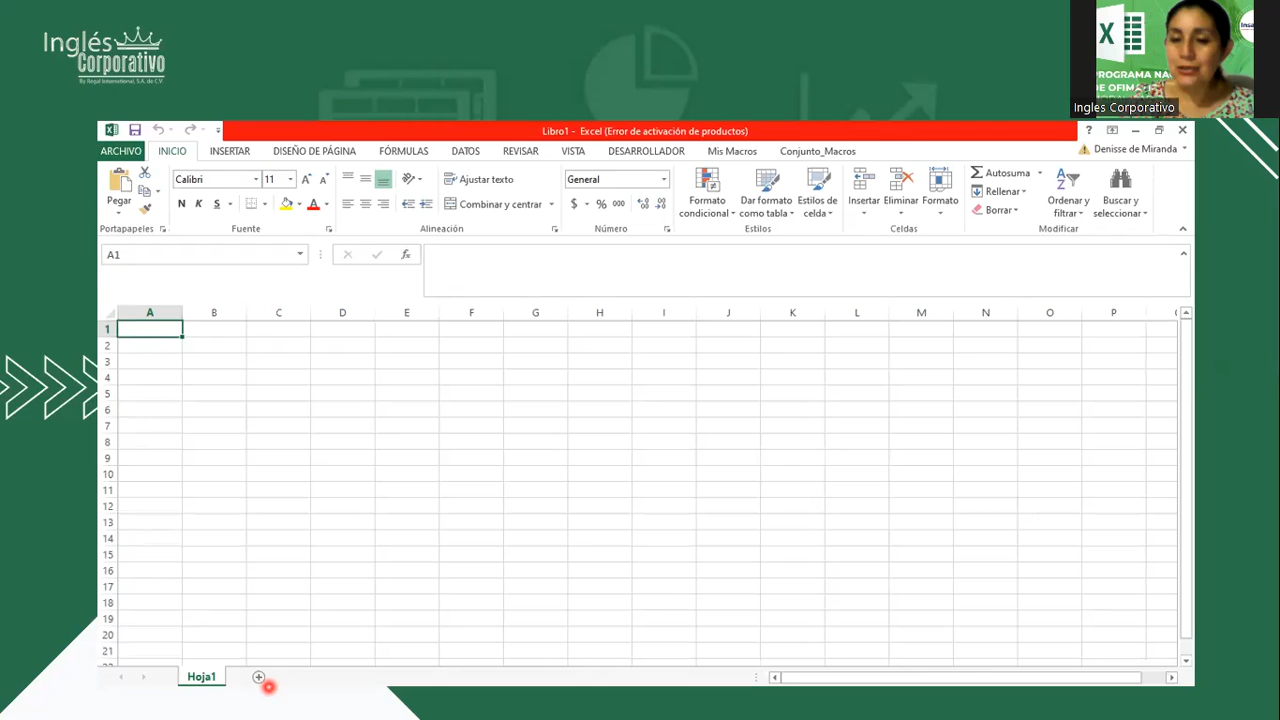 Inglés
Corporativo
By Regal International, S.A. de C.V
X
PROGRAMA NA
DE OFIMÁ
Ingles Corporativo
Libro1 - Excel (Error de activación de productos)
?
ARCHIVO INICIO INSERTAR DISEÑO DE PÁGINA FÓRMULAS DATOS REVISAR VISTA DESARROLLADOR Mis Macros Conjunto_Macros Denisse de Miranda
Pegar
Calibri 11
N K S
Ajustar texto
Combinar y centrar
General
$ % 000
Formato condicional
Dar formato como tabla
Estilos de celda
Insertar Eliminar Formato
Autosuma
Rellenar
Borrar
Ordenar y filtrar
Buscar y seleccionar
Portapapeles Fuente Alineación Número Estilos Celdas Modificar
A1 fx
A B C D E F G H I J K L M N O P
1
2
3
4
5
6
7
8
9
10
11
12
13
14
15
16
17
18
19
20
21
Hoja1